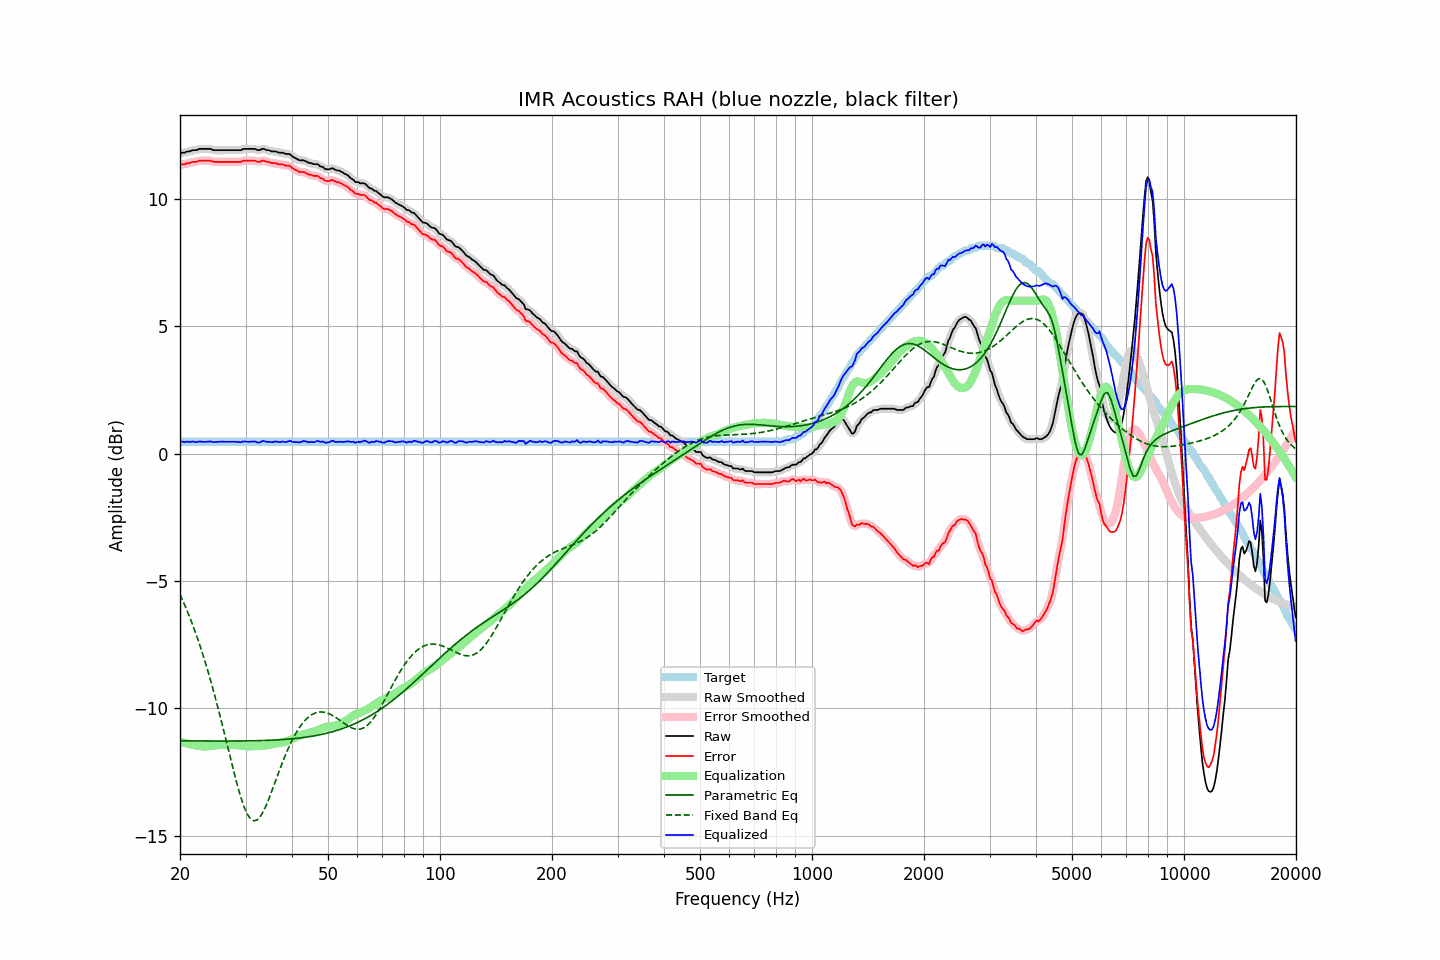 IMR Acoustics RAH (blue nozzle, black filter)
Amplitude (dBr)
10
5
0
−5
−10
−15
Target
Raw Smoothed
Error Smoothed
Raw
Error
Equalization
Parametric Eq
Fixed Band Eq
Equalized
20 50 100 200 500 1000 2000 5000 10000 20000
Frequency (Hz)